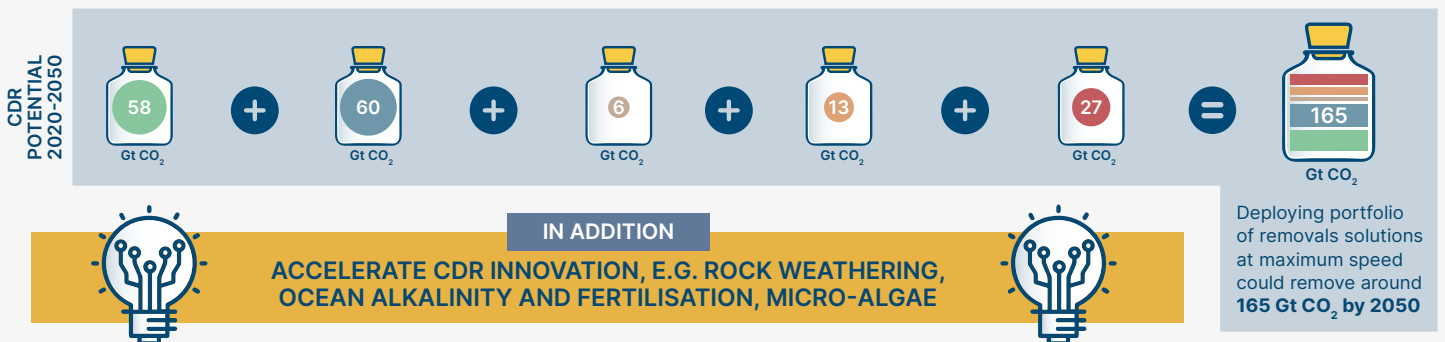 CDR
POTENTIAL
2020-2050
58
Gt CO₂
+
60
Gt CO₂
+
6
Gt CO₂
+
13
Gt CO₂
+
27
Gt CO₂
=
165
Gt CO₂
IN ADDITION
ACCELERATE CDR INNOVATION, E.G. ROCK WEATHERING,
OCEAN ALKALINITY AND FERTILISATION, MICRO-ALGAE
Deploying portfolio
of removals solutions
at maximum speed
could remove around
165 Gt CO₂ by 2050